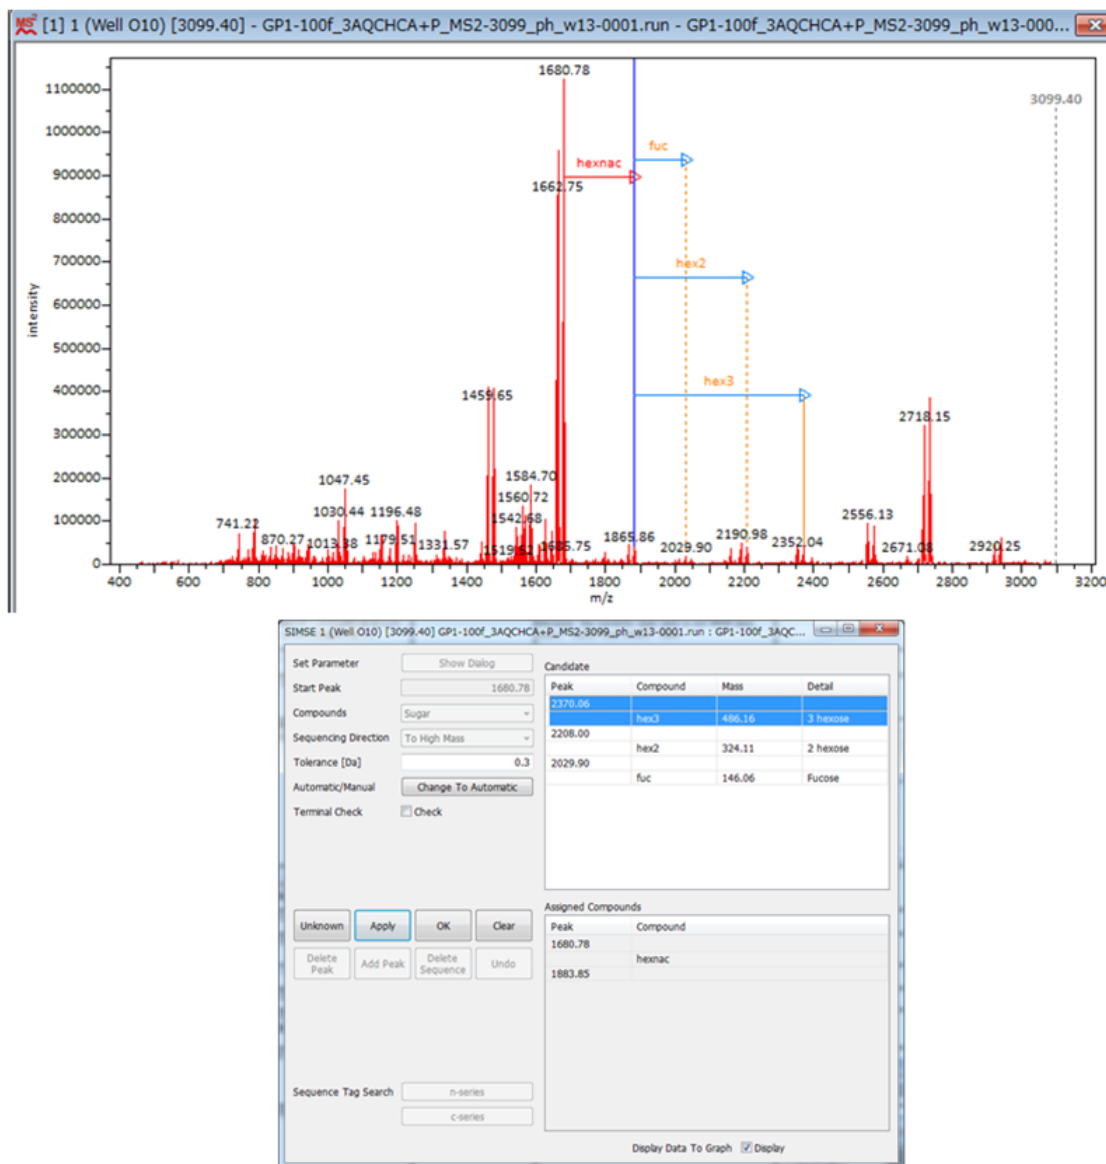 [1] 1 (Well O10) [3099.40] - GP1-100f_3AQCHCA+P_MS2-3099_ph_w13-0001.run - GP1-100f_3AQCHCA+P_MS2-3099_ph_w13-000...
MS2
1680.78
1100000
3099.40
1000000
fuc
hexnac
900000
1662.75
800000
700000
hex2
600000
intensity
500000
hex3
400000
1459.65
2718.15
300000
1047.45
1584.70
200000
1560.72
1030.44
1196.48
2556.13
741.22
1542.68
100000
870.27
1013.38
1179.51
1331.57
1865.86
2190.98
2029.90
2352.04
2671.08
2920.25
0
400 600 800 1000 1200 1400 1600 1800 2000 2200 2400 2600 2800 3000 3200
m/z
SIMSE 1 (Well O10) [3099.40] GP1-100f_3AQCHCA+P_MS2-3099_ph_w13-0001.run : GP1-100f_3AQC...
Set Parameter Show Dialog
Start Peak 1680.78
Compounds Sugar
Sequencing Direction To High Mass
Tolerance [Da] 0.3
Automatic/Manual Change To Automatic
Terminal Check Check
Candidate
Peak Compound Mass Detail
2370.06
hex3 486.16 3 hexose
2208.00
hex2 324.11 2 hexose
2029.90
fuc 146.06 Fucose
Unknown Apply OK Clear
Delete Peak Add Peak Delete Sequence Undo
Assigned Compounds
Peak Compound
1680.78
hexnac
1883.85
Sequence Tag Search n-series
c-series
Display Data To Graph Display